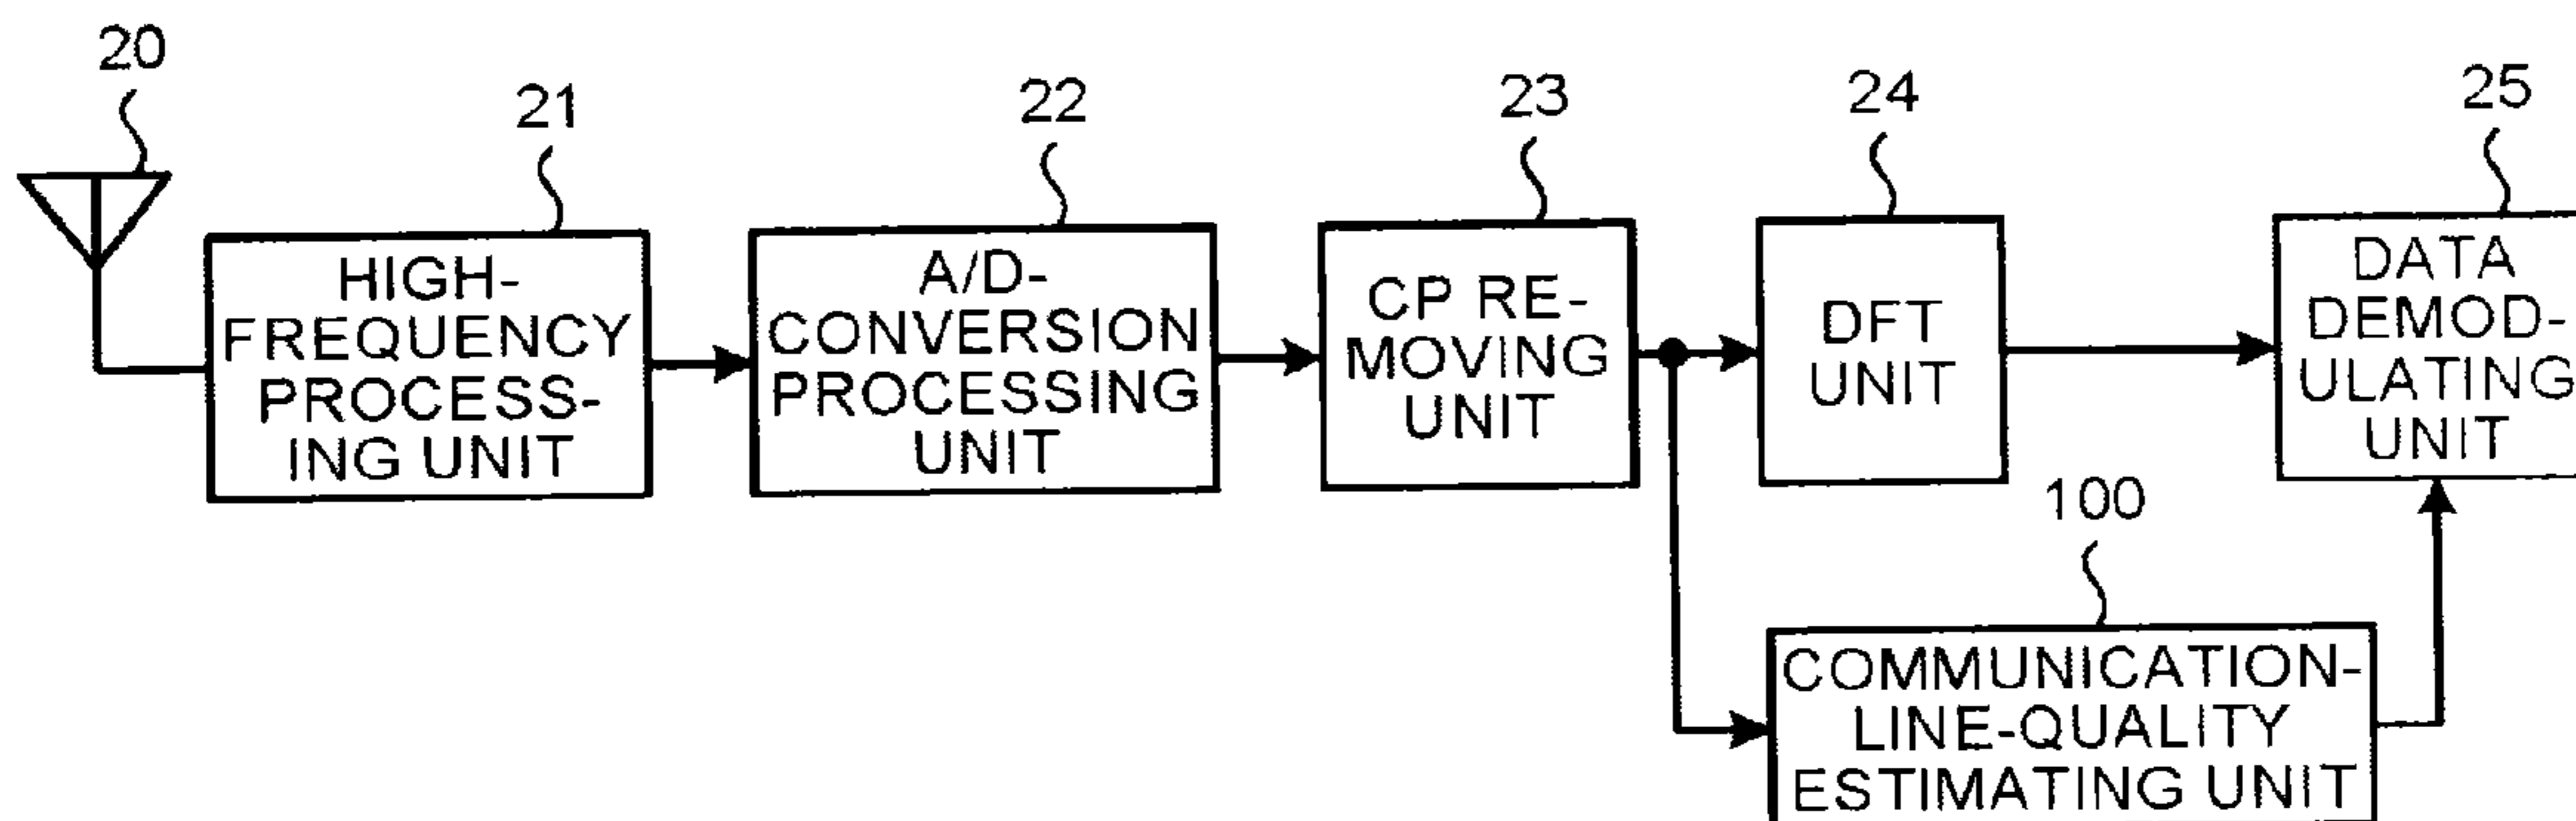 20
21
22
23
24
25
HIGH-
FREQUENCY
PROCESS-
ING UNIT
A/D-
CONVERSION
PROCESSING
UNIT
CP RE-
MOVING
UNIT
DFT
UNIT
DATA
DEMOD-
ULATING
UNIT
100
COMMUNICATION-
LINE-QUALITY
ESTIMATING UNIT